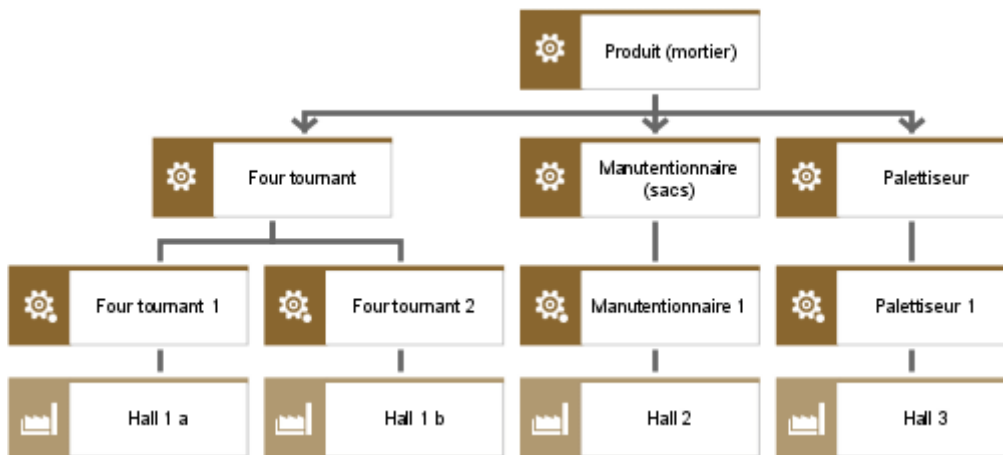 Produit (mortier)
Four tournant
Manutentionnaire
(sacs)
Palettiseur
Four tournant 1
Four tournant 2
Manutentionnaire 1
Palettiseur 1
Hall 1 a
Hall 1 b
Hall 2
Hall 3